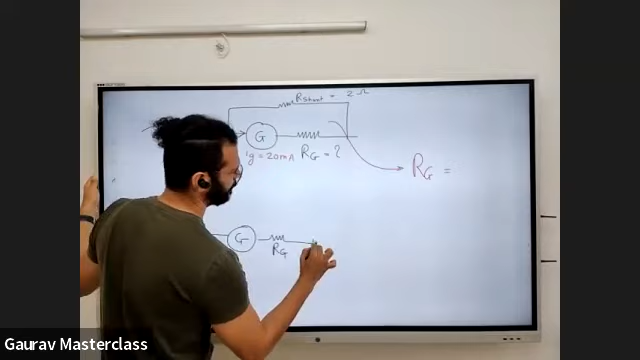 RShunt = 2 Ω
G
ig = 20mA RG = ?
RG =
G
RG
Gaurav Masterclass